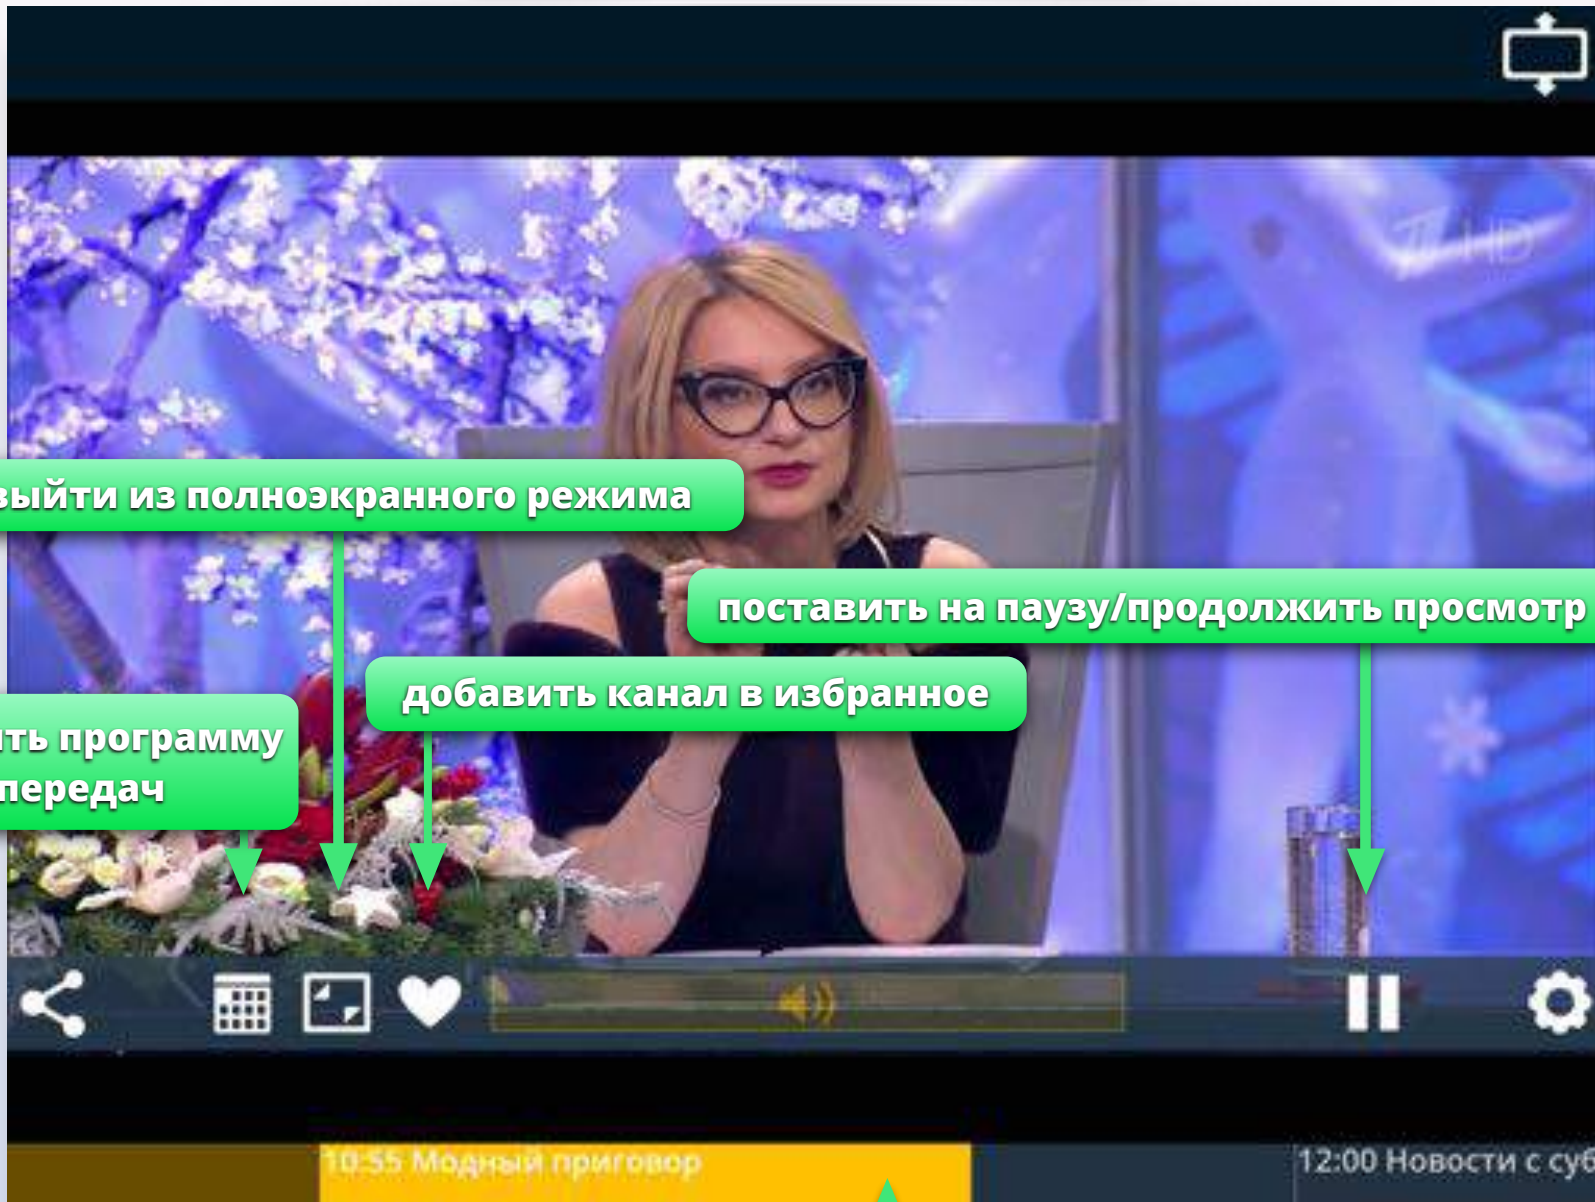 HD
выйти из полноэкранного режима
поставить на паузу/продолжить просмотр
добавить канал в избранное
ть программу
передач
10:55 Модный приговор
12:00 Новости с суб